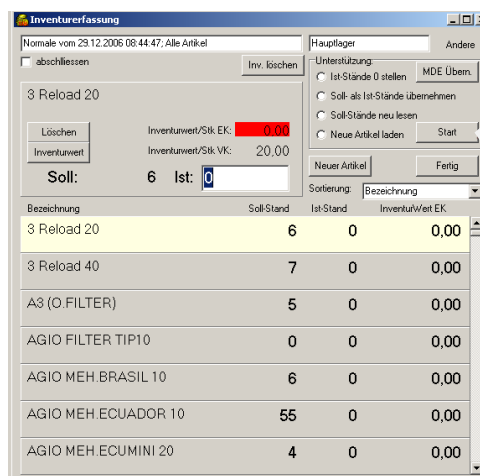 Inventurerfassung
Normale vom 29.12.2006 08:44:47; Alle Artikel
Hauptlager
Andere
abschlliessen
Inv. löschen
Unterstützung:
Ist-Stände 0 stellen
MDE Übern.
Soll- als Ist-Stände übernehmen
Soll-Stände neu lesen
Neue Artikel laden
Start
3 Reload 20
Löschen
Inventurwert/Stk EK: 0,00
Inventurwert
Inventurwert/Stk VK: 20,00
Soll: 6 Ist: 0
Neuer Artikel
Fertig
Sortierung: Bezeichnung
Bezeichnung Soll-Stand Ist-Stand InventurWert EK
3 Reload 20 6 0 0,00
3 Reload 40 7 0 0,00
A3 (O.FILTER) 5 0 0,00
AGIO FILTER TIP10 0 0 0,00
AGIO MEH.BRASIL 10 6 0 0,00
AGIO MEH.ECUADOR 10 55 0 0,00
AGIO MEH.ECUMINI 20 4 0 0,00